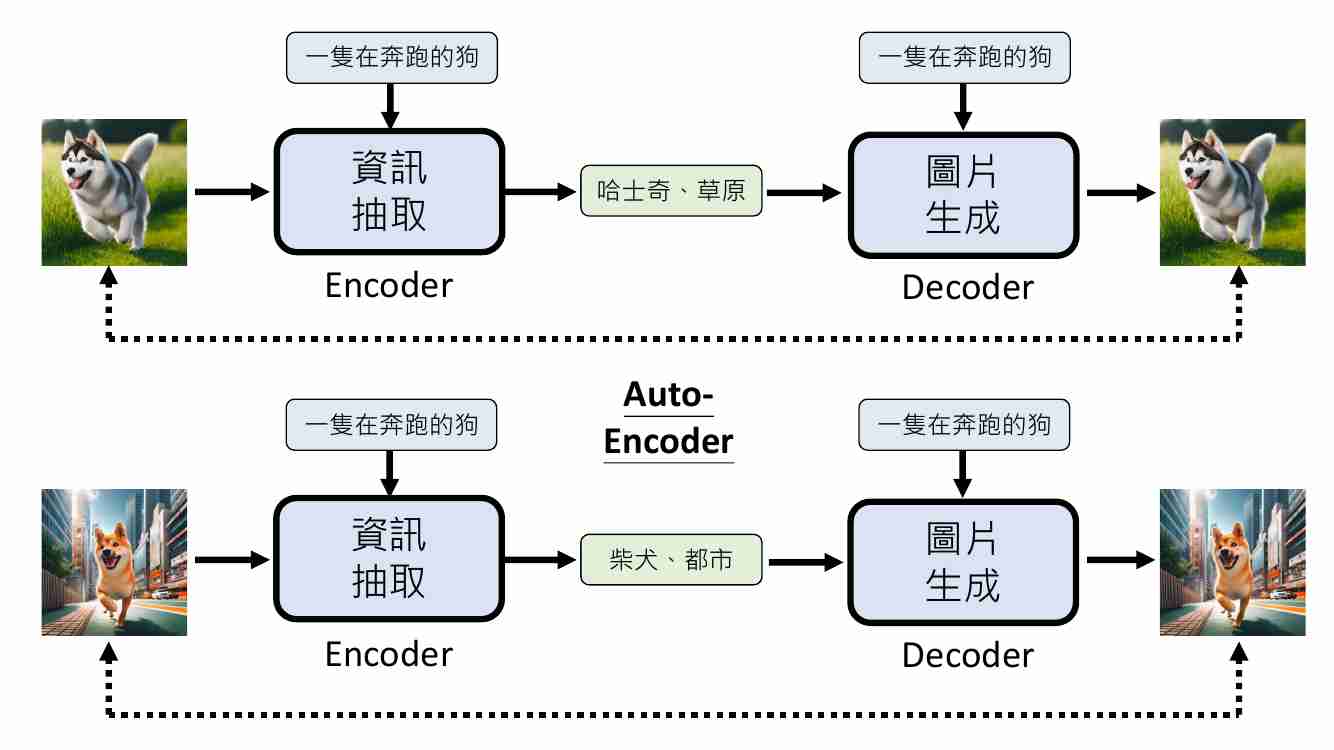 一隻在奔跑的狗
一隻在奔跑的狗
資訊
抽取
哈士奇、草原
圖片
生成
Encoder
Decoder
Auto-
Encoder
一隻在奔跑的狗
一隻在奔跑的狗
資訊
抽取
柴犬、都市
圖片
生成
Encoder
Decoder